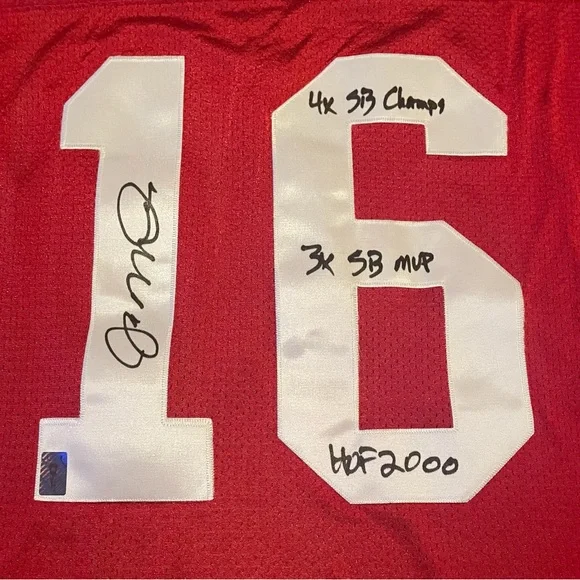 16
4x SB Champs
3x SB MVP
HOF 2000